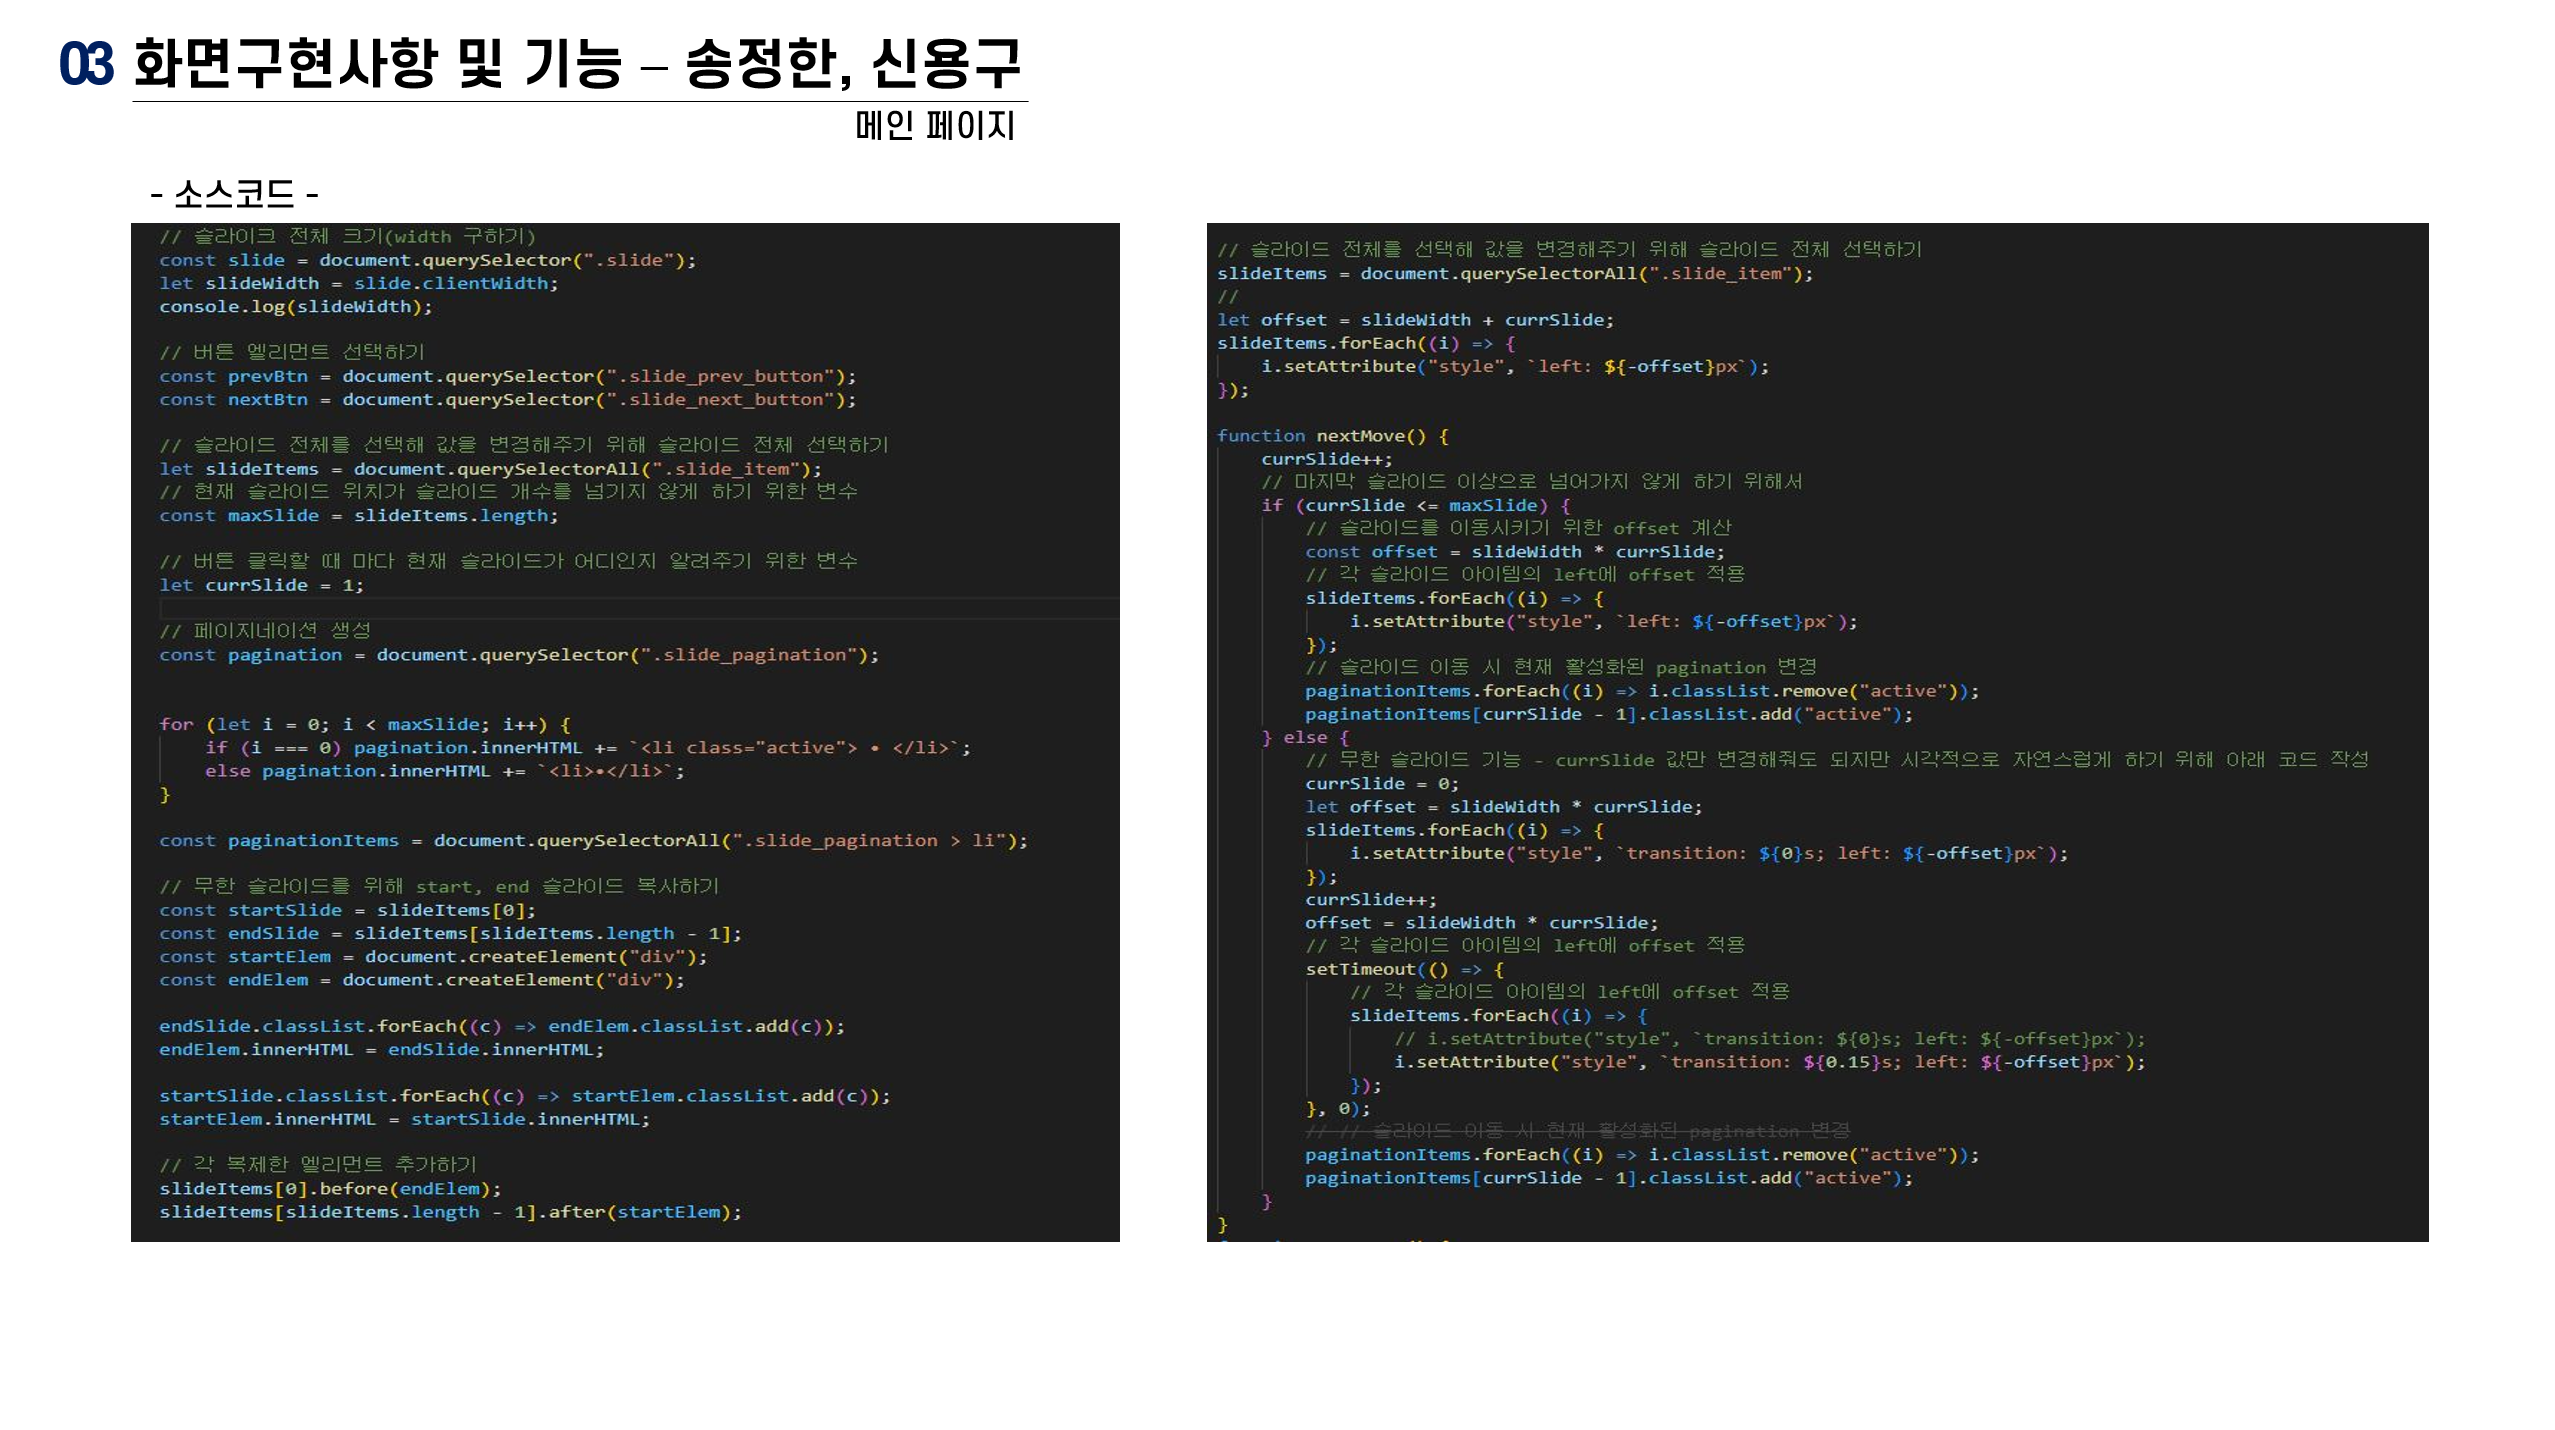 03 화면구현사항 및 기능 – 송정한, 신용구
메인 페이지
- 소스코드 -
// 슬라이크 전체 크기(width 구하기)
const slide = document.querySelector(".slide");
let slideWidth = slide.clientWidth;
console.log(slideWidth);
// 버튼 엘리먼트 선택하기
const prevBtn = document.querySelector(".slide_prev_button");
const nextBtn = document.querySelector(".slide_next_button");
// 슬라이드 전체를 선택해 값을 변경해주기 위해 슬라이드 전체 선택하기
let slideItems = document.querySelectorAll(".slide_item");
// 현재 슬라이드 위치가 슬라이드 개수를 넘기지 않게 하기 위한 변수
const maxSlide = slideItems.length;
// 버튼 클릭할 때 마다 현재 슬라이드가 어디인지 알려주기 위한 변수
let currSlide = 1;
// 페이지네이션 생성
const pagination = document.querySelector(".slide_pagination");
for (let i = 0; i < maxSlide; i++) {
if (i === 0) pagination.innerHTML += `<li class="active"> • </li>`;
else pagination.innerHTML += `<li>•</li>`;
}
const paginationItems = document.querySelectorAll(".slide_pagination > li");
// 무한 슬라이드를 위해 start, end 슬라이드 복사하기
const startSlide = slideItems[0];
const endSlide = slideItems[slideItems.length - 1];
const startElem = document.createElement("div");
const endElem = document.createElement("div");
endSlide.classList.forEach((c) => endElem.classList.add(c));
endElem.innerHTML = endSlide.innerHTML;
startSlide.classList.forEach((c) => startElem.classList.add(c));
startElem.innerHTML = startSlide.innerHTML;
// 각 복제한 엘리먼트 추가하기
slideItems[0].before(endElem);
slideItems[slideItems.length - 1].after(startElem);
// 슬라이드 전체를 선택해 값을 변경해주기 위해 슬라이드 전체 선택하기
slideItems = document.querySelectorAll(".slide_item");
//
let offset = slideWidth + currSlide;
slideItems.forEach((i) => {
i.setAttribute("style", `left: ${-offset}px`);
});
function nextMove() {
currSlide++;
// 마지막 슬라이드 이상으로 넘어가지 않게 하기 위해서
if (currSlide <= maxSlide) {
// 슬라이드를 이동시키기 위한 offset 계산
const offset = slideWidth * currSlide;
// 각 슬라이드 아이템의 left에 offset 적용
slideItems.forEach((i) => {
i.setAttribute("style", `left: ${-offset}px`);
});
// 슬라이드 이동 시 현재 활성화된 pagination 변경
paginationItems.forEach((i) => i.classList.remove("active"));
paginationItems[currSlide - 1].classList.add("active");
} else {
// 무한 슬라이드 기능 - currSlide 값만 변경해줘도 되지만 시각적으로 자연스럽게 하기 위해 아래 코드 작성
currSlide = 0;
let offset = slideWidth * currSlide;
slideItems.forEach((i) => {
i.setAttribute("style", `transition: ${0}s; left: ${-offset}px`);
});
currSlide++;
offset = slideWidth * currSlide;
// 각 슬라이드 아이템의 left에 offset 적용
setTimeout(() => {
// 각 슬라이드 아이템의 left에 offset 적용
slideItems.forEach((i) => {
// i.setAttribute("style", `transition: ${0}s; left: ${-offset}px`);
i.setAttribute("style", `transition: ${0.15}s; left: ${-offset}px`);
});
}, 0);
// // 슬라이드 이동 시 현재 활성화된 pagination 변경
paginationItems.forEach((i) => i.classList.remove("active"));
paginationItems[currSlide - 1].classList.add("active");
}
}